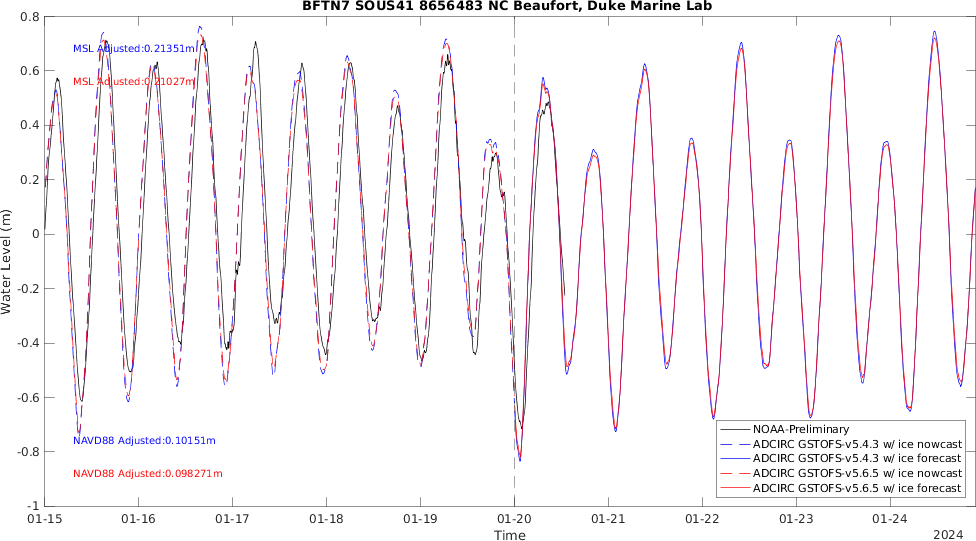 BFTN7 SOUS41 8656483 NC Beaufort, Duke Marine Lab
0.8
0.6
0.4
0.2
0
-0.2
-0.4
-0.6
-0.8
-1
Water Level (m)
MSL Adjusted:0.21351m
MSL Adjusted:0.21027m
NAVD88 Adjusted:0.10151m
NAVD88 Adjusted:0.098271m
NOAA-Preliminary
ADCIRC GSTOFS-v5.4.3 w/ ice nowcast
ADCIRC GSTOFS-v5.4.3 w/ ice forecast
ADCIRC GSTOFS-v5.6.5 w/ ice nowcast
ADCIRC GSTOFS-v5.6.5 w/ ice forecast
01-15 01-16 01-17 01-18 01-19 01-20 01-21 01-22 01-23 01-24
Time
2024